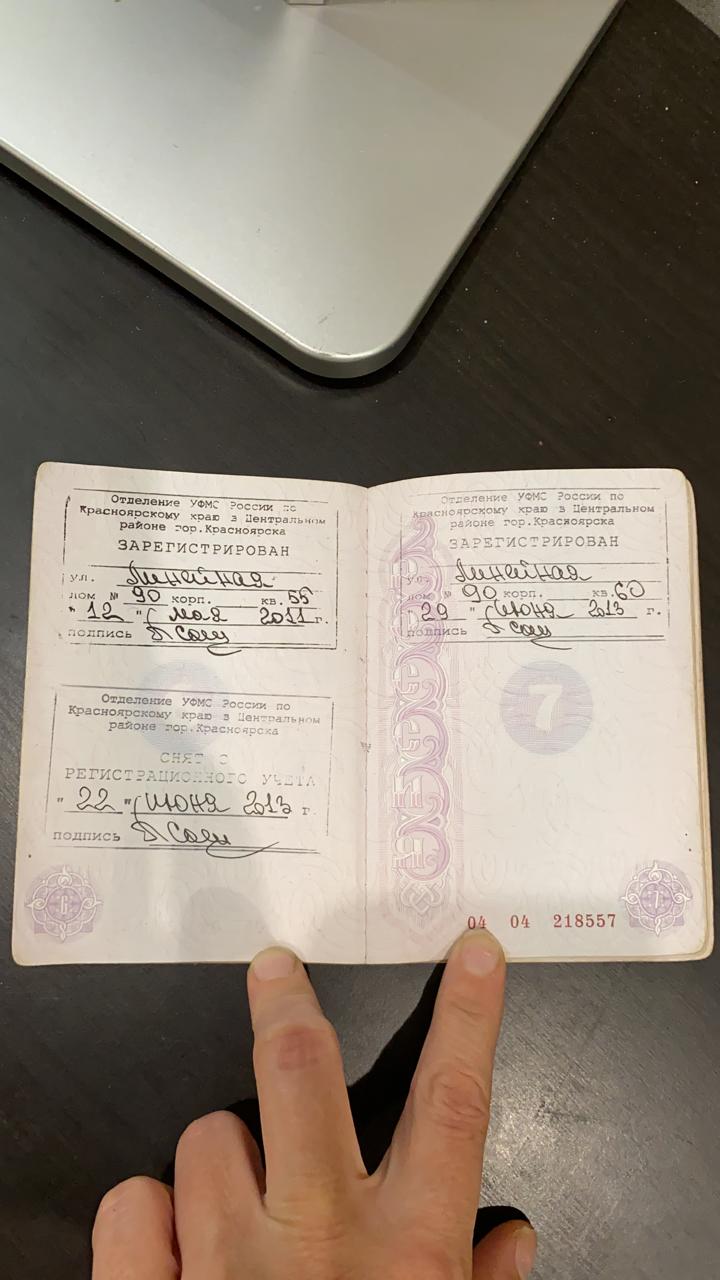 Отделение УФМС России по
Красноярскому краю в Центральном
районе гор.Красноярска
ЗАРЕГИСТРИРОВАН
ул. Линейная
дом № 90 корп. кв. 55
"12" мая 2011 г.
подпись
Отделение УФМС России по
Красноярскому краю в Центральном
районе гор.Красноярска
СНЯТ С
РЕГИСТРАЦИОННОГО УЧЕТА
"22" июня 2013 г.
подпись
6
Отделение УФМС России по
Красноярскому краю в Центральном
районе гор.Красноярска
ЗАРЕГИСТРИРОВАН
ул. Линейная
дом № 90 корп. кв. 60
"29" июня 2013 г.
подпись
7
04 04 218557
7